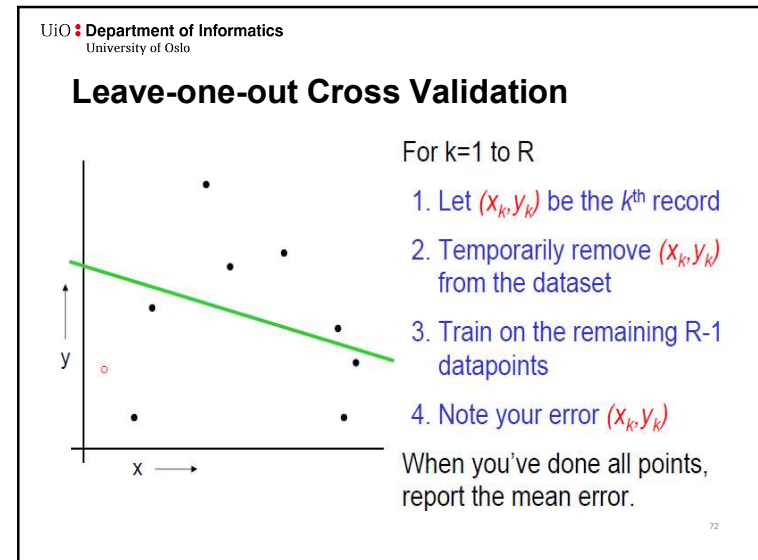 UiO Department of Informatics
University of Oslo
Leave-one-out Cross Validation
For k=1 to R
1. Let (xk,yk) be the kth record
2. Temporarily remove (xk,yk)
from the dataset
3. Train on the remaining R-1
datapoints
4. Note your error (xk,yk)
When you've done all points,
report the mean error.
y
x
72